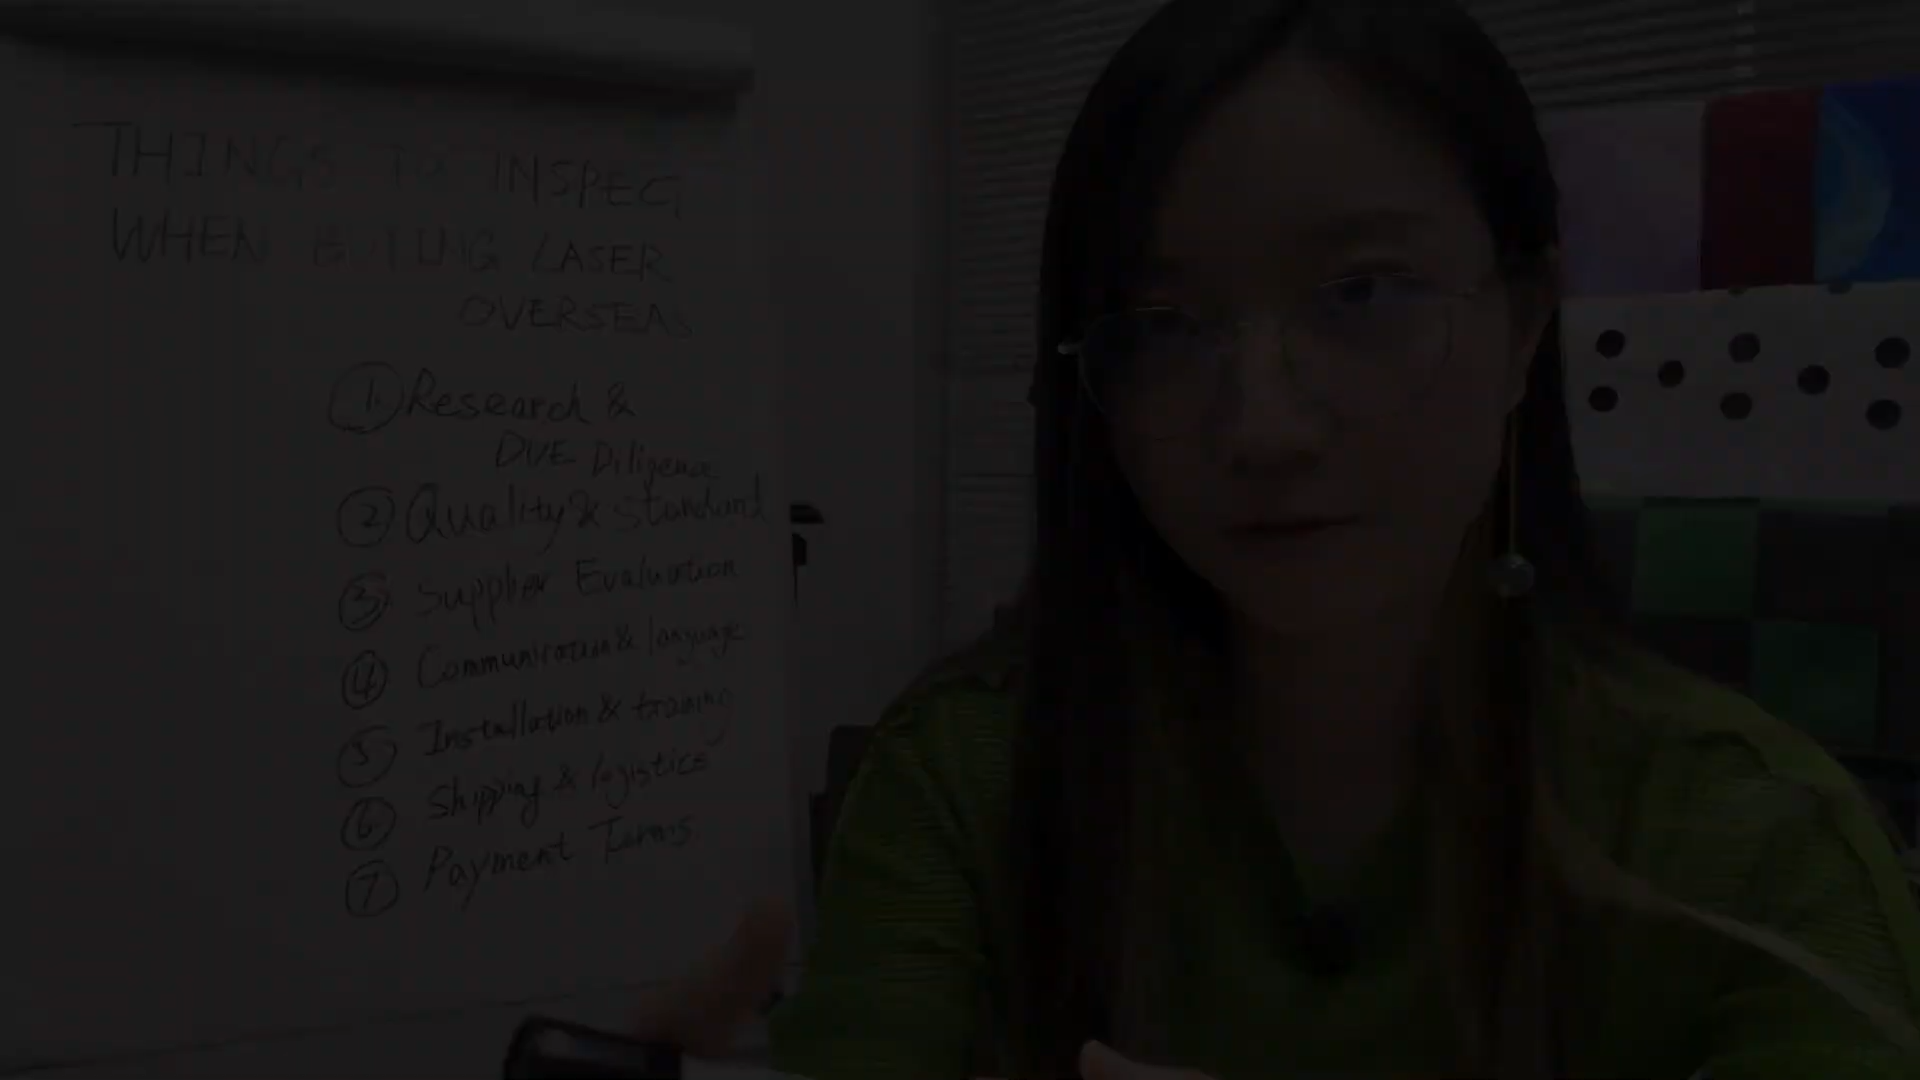 THINGS TO INSPECT
WHEN BUYING LASER
OVERSEAS
1. Research &
DUE Diligence
2 Quality & Standard
3 Supplier Evaluation
4 Communication & language
5 Installation & training
6 Shipping & logistics
7 Payment Terms